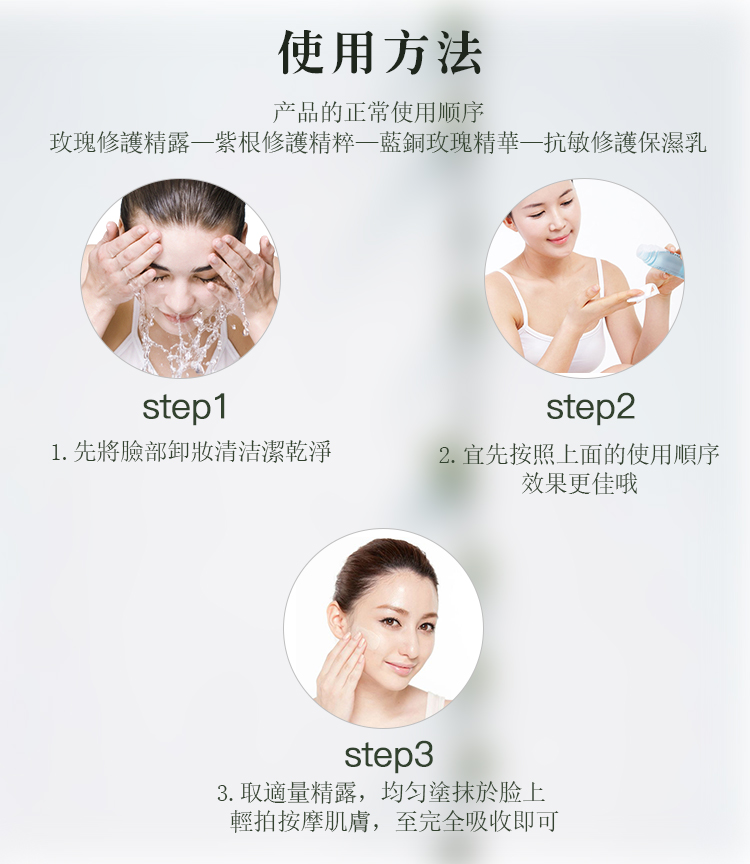 使用方法
产品的正常使用顺序
玫瑰修護精露—紫根修護精粹—藍銅玫瑰精華—抗敏修護保濕乳
step1
1. 先將臉部卸妝清洁潔乾淨
step2
2. 宜先按照上面的使用順序
效果更佳哦
step3
3. 取適量精露，均匀塗抹於脸上
輕拍按摩肌膚，至完全吸收即可